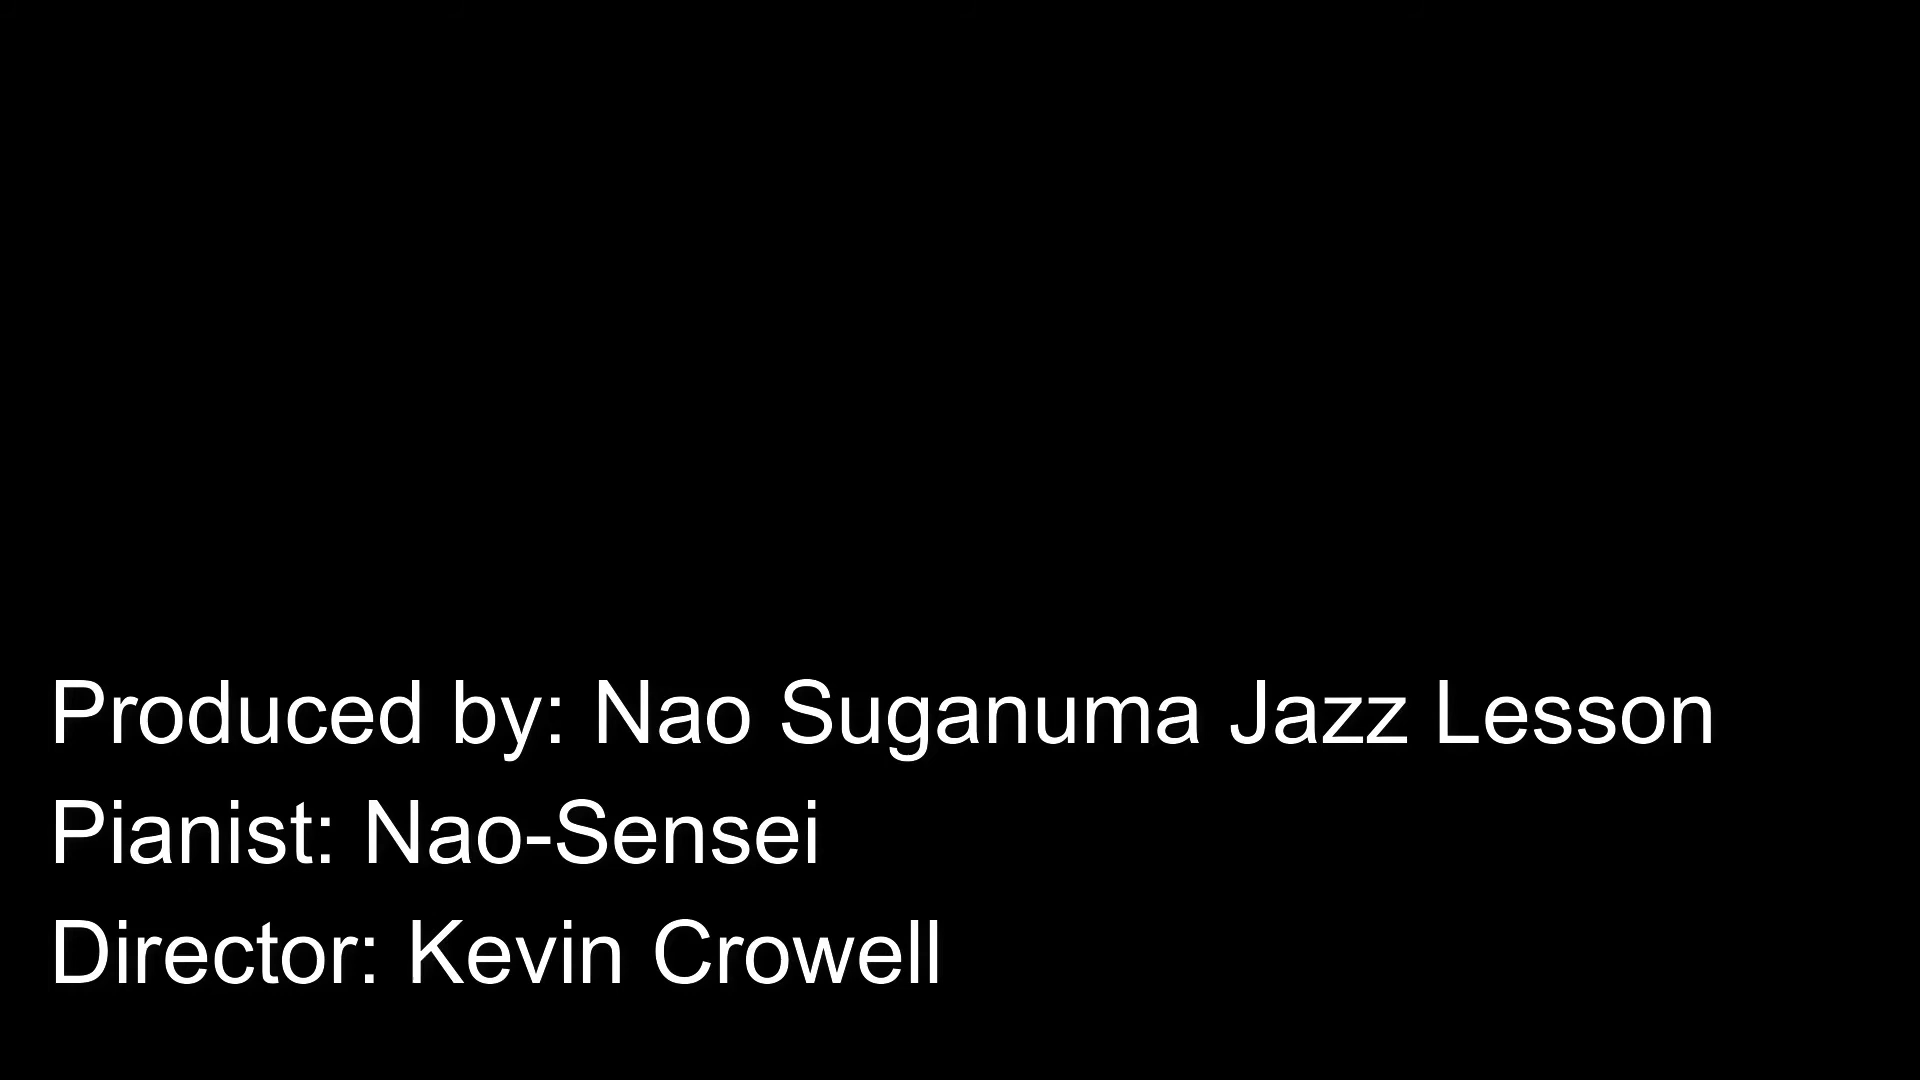 Produced by: Nao Suganuma Jazz Lesson
Pianist: Nao-Sensei
Director: Kevin Crowell